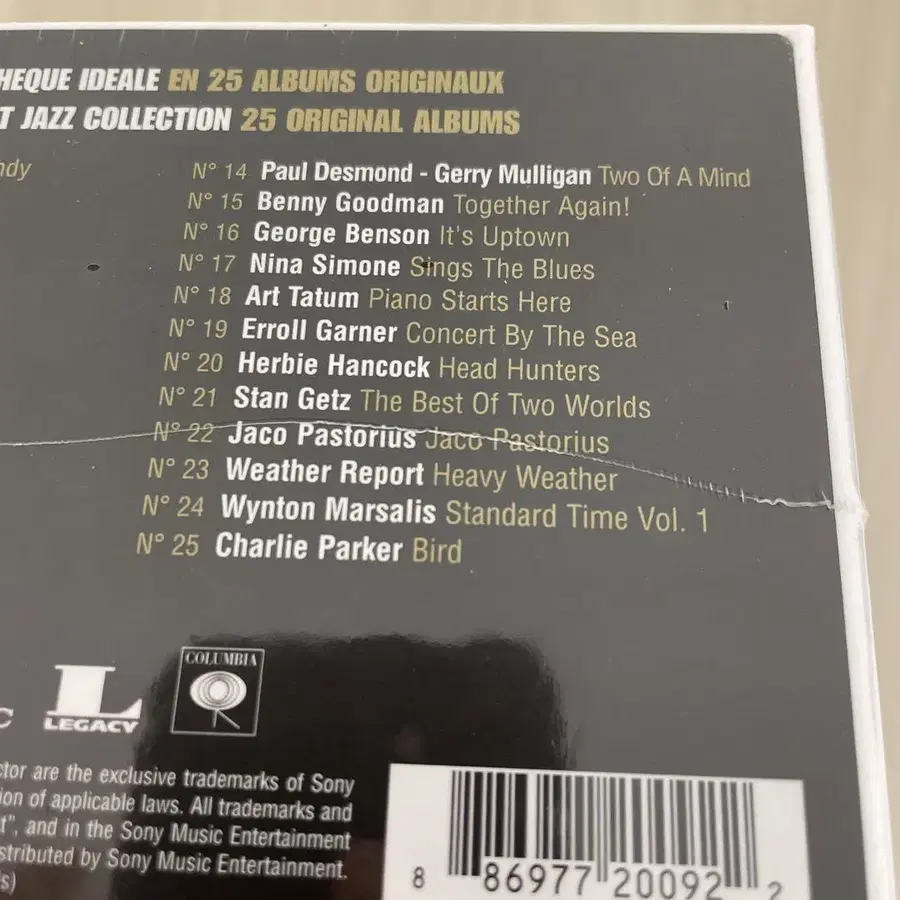 HEQUE IDEALE EN 25 ALBUMS ORIGINAUX
T JAZZ COLLECTION 25 ORIGINAL ALBUMS
ndy
N° 14 Paul Desmond - Gerry Mulligan Two Of A Mind
N° 15 Benny Goodman Together Again!
N° 16 George Benson It's Uptown
N° 17 Nina Simone Sings The Blues
N° 18 Art Tatum Piano Starts Here
N° 19 Erroll Garner Concert By The Sea
N° 20 Herbie Hancock Head Hunters
N° 21 Stan Getz The Best Of Two Worlds
N° 22 Jaco Pastorius Jaco Pastorius
N° 23 Weather Report Heavy Weather
N° 24 Wynton Marsalis Standard Time Vol. 1
N° 25 Charlie Parker Bird
C
L
LEGACY
COLUMBIA
ctor are the exclusive trademarks of Sony
ion of applicable laws. All trademarks and
t", and in the Sony Music Entertainment
stributed by Sony Music Entertainment.
s)
8 86977 20092 2